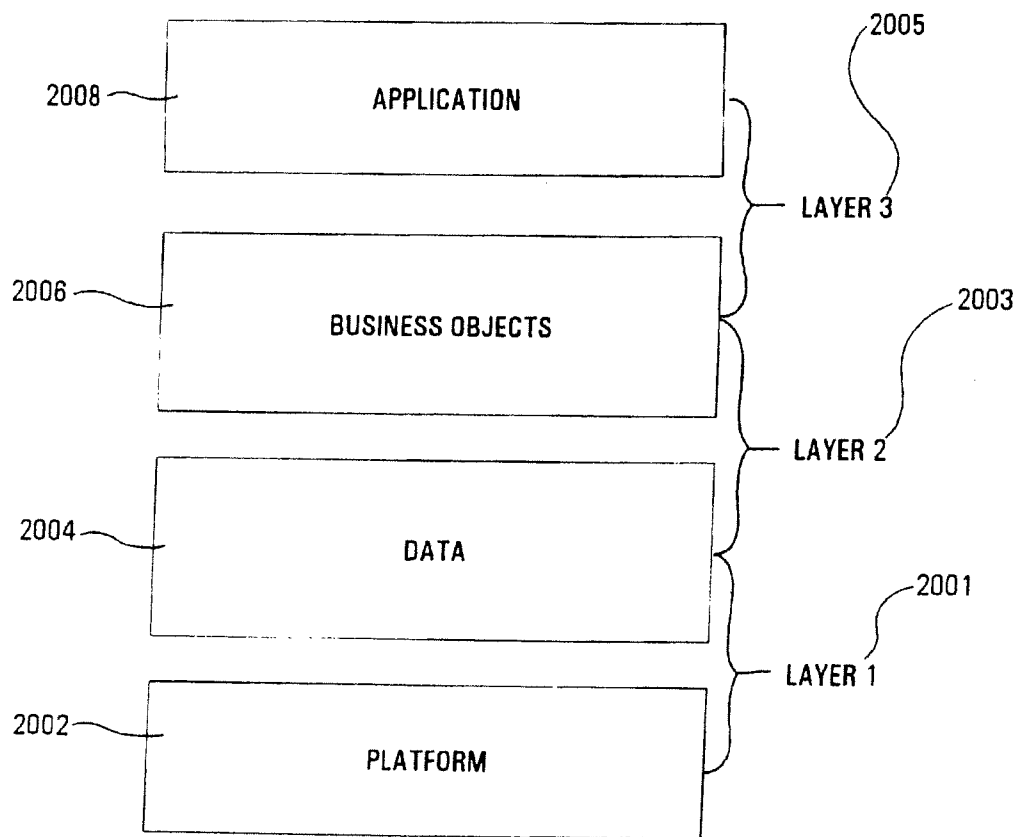 2005
2008
APPLICATION
LAYER 3
2006
2003
BUSINESS OBJECTS
LAYER 2
2004
DATA
2001
LAYER 1
2002
PLATFORM